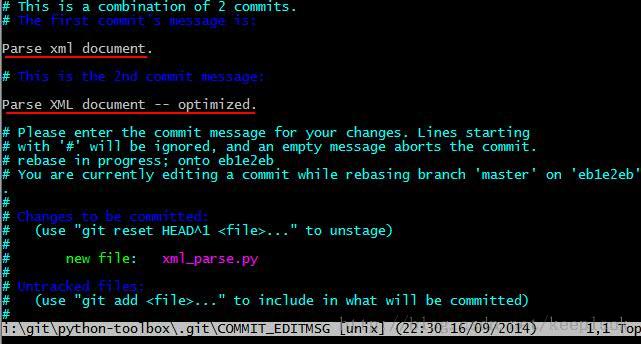 # This is a combination of 2 commits.
# The first commit's message is:
Parse xml document.
# This is the 2nd commit message:
Parse XML document -- optimized.
# Please enter the commit message for your changes. Lines starting
# with '#' will be ignored, and an empty message aborts the commit.
# rebase in progress; onto eb1e2eb
# You are currently editing a commit while rebasing branch 'master' on 'eb1e2eb'
.
#
# Changes to be committed:
#   (use "git reset HEAD^1 <file>..." to unstage)
#
#       new file:   xml_parse.py
#
# Untracked files:
#   (use "git add <file>..." to include in what will be committed)
#
i:\git\python-toolbox\.git\COMMIT_EDITMSG [unix] (22:30 16/09/2014) 1,1 Top